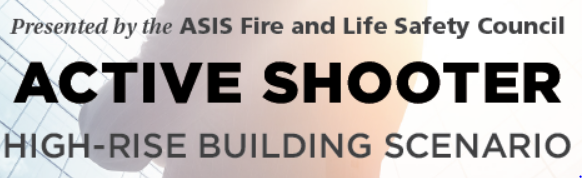 Presented by the ASIS Fire and Life Safety Council
ACTIVE SHOOTER
HIGH-RISE BUILDING SCENARIO